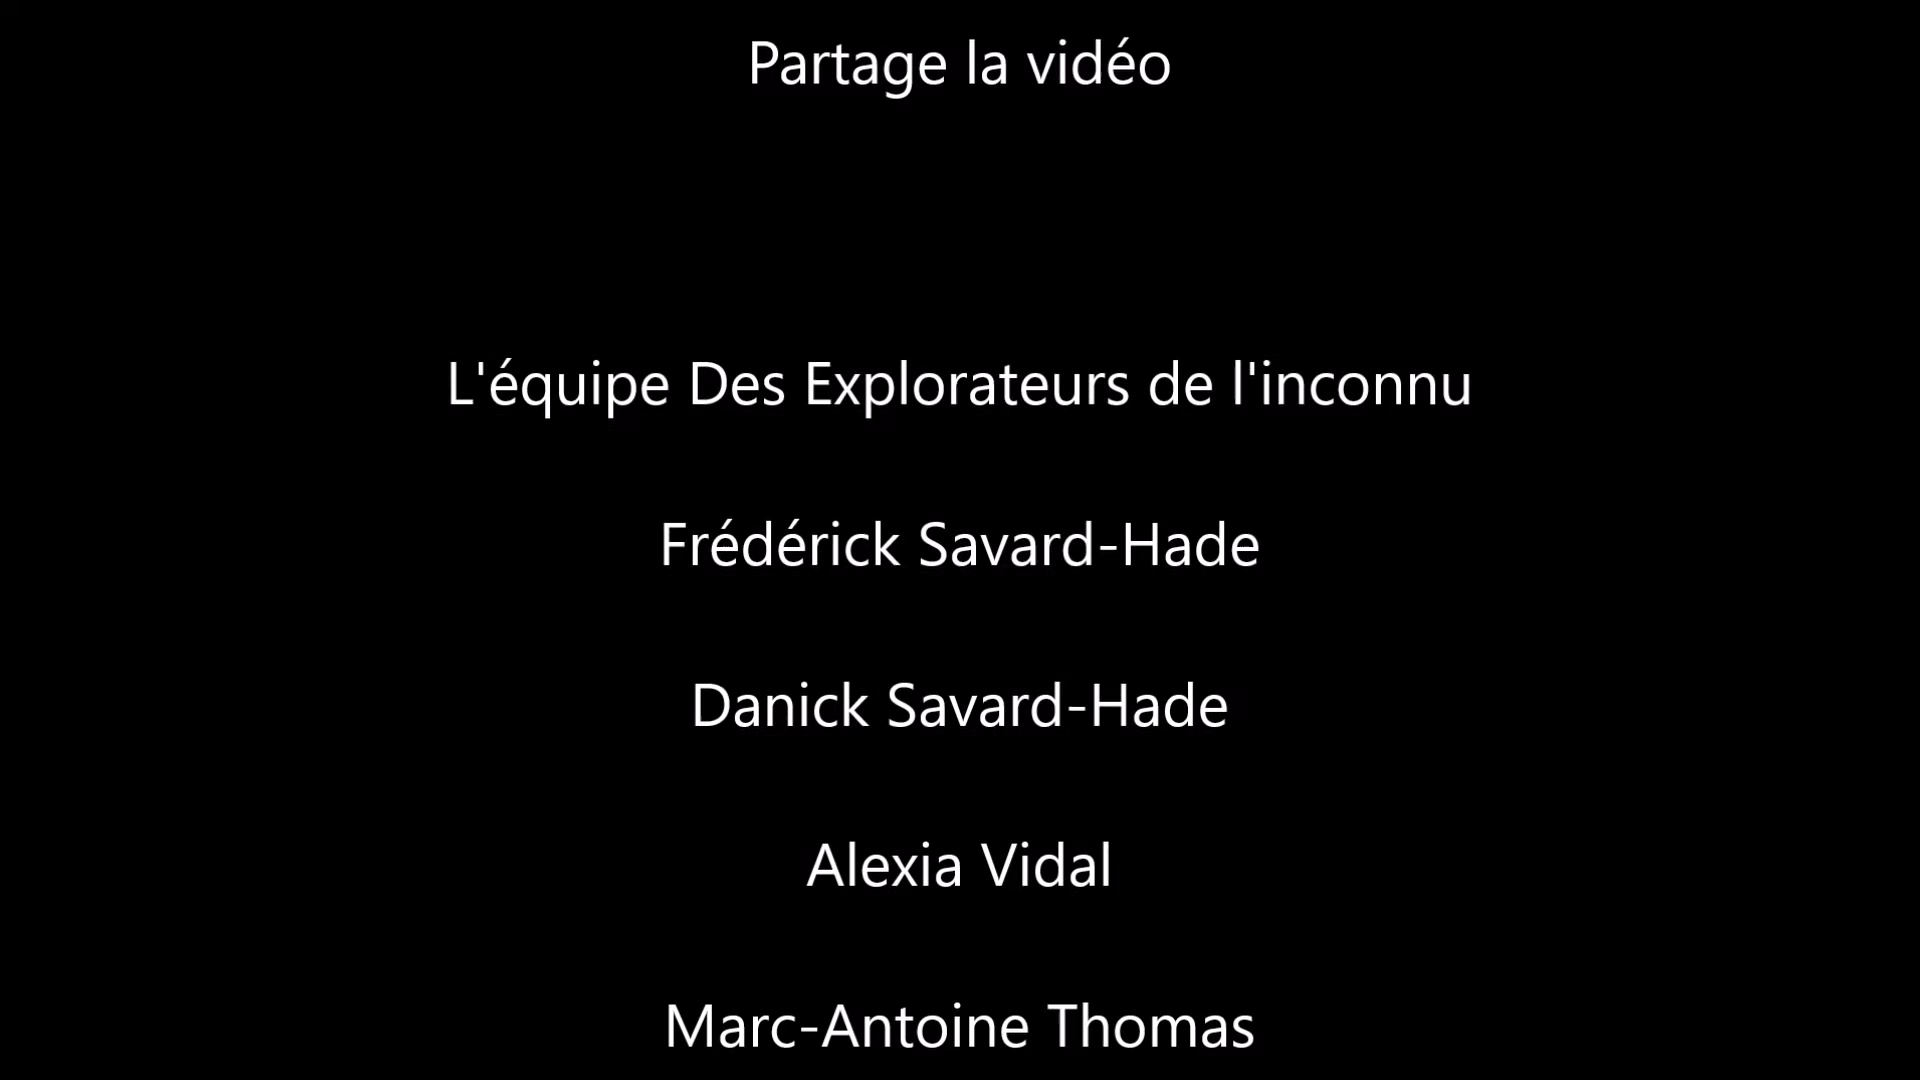 Partage la vidéo
L'équipe Des Explorateurs de l'inconnu
Frédérick Savard-Hade
Danick Savard-Hade
Alexia Vidal
Marc-Antoine Thomas